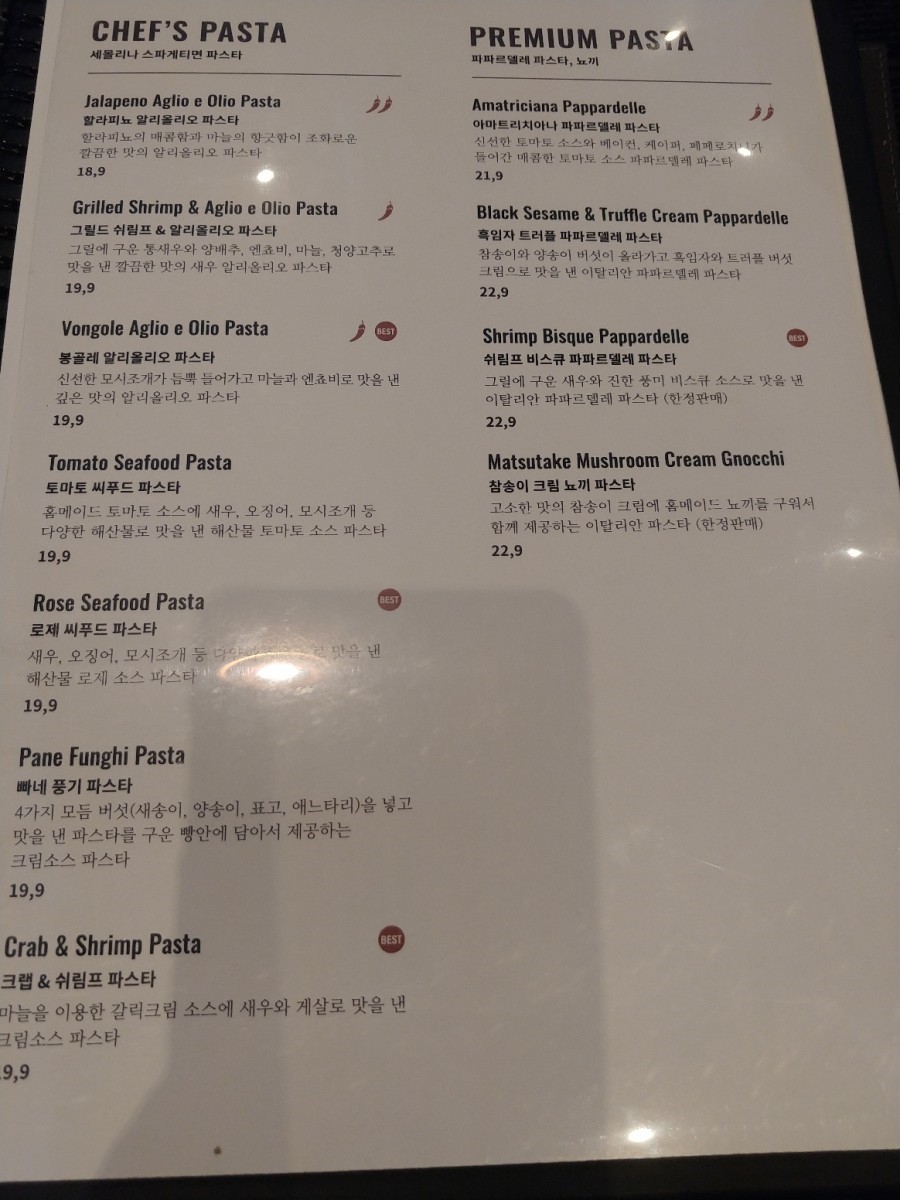 CHEF'S PASTA
세몰리나 스파게티면 파스타
Jalapeno Aglio e Olio Pasta
할라피뇨 알리올리오 파스타
할라피뇨의 매콤함과 마늘의 향긋함이 조화로운
깔끔한 맛의 알리올리오 파스타
18,9
Grilled Shrimp & Aglio e Olio Pasta
그릴드 쉬림프 & 알리올리오 파스타
그릴에 구운 통새우와 양배추, 엔쵸비, 마늘, 청양고추로
맛을 낸 깔끔한 맛의 새우 알리올리오 파스타
19,9
Vongole Aglio e Olio Pasta
BEST
봉골레 알리올리오 파스타
신선한 모시조개가 듬뿍 들어가고 마늘과 엔쵸비로 맛을 낸
깊은 맛의 알리올리오 파스타
19,9
Tomato Seafood Pasta
토마토 씨푸드 파스타
홈메이드 토마토 소스에 새우, 오징어, 모시조개 등
다양한 해산물로 맛을 낸 해산물 토마토 소스 파스타
19,9
Rose Seafood Pasta
BEST
로제 씨푸드 파스타
새우, 오징어, 모시조개 등 맛을 낸
해산물 로제 소스 파스타
19,9
Pane Funghi Pasta
빠네 풍기 파스타
4가지 모듬 버섯(새송이, 양송이, 표고, 애느타리)을 넣고
맛을 낸 파스타를 구운 빵안에 담아서 제공하는
크림소스 파스타
19,9
Crab & Shrimp Pasta
BEST
크랩 & 쉬림프 파스타
마늘을 이용한 갈릭크림 소스에 새우와 게살로 맛을 낸
크림소스 파스타
9,9
PREMIUM PASTA
파파르델레 파스타, 뇨끼
Amatriciana Pappardelle
아마트리치아나 파파르델레 파스타
신선한 토마토 소스와 베이컨, 케이퍼, 페페로치니가
들어간 매콤한 토마토 소스 파파르델레 파스타
21,9
Black Sesame & Truffle Cream Pappardelle
흑임자 트러플 파파르델레 파스타
참송이와 양송이 버섯이 올라가고 흑임자와 트러플 버섯
크림으로 맛을 낸 이탈리안 파파르델레 파스타
22,9
Shrimp Bisque Pappardelle
BEST
쉬림프 비스큐 파파르델레 파스타
그릴에 구운 새우와 진한 풍미 비스큐 소스로 맛을 낸
이탈리안 파파르델레 파스타 (한정판매)
22,9
Matsutake Mushroom Cream Gnocchi
참송이 크림 뇨끼 파스타
고소한 맛의 참송이 크림에 홈메이드 뇨끼를 구워서
함께 제공하는 이탈리안 파스타 (한정판매)
22,9